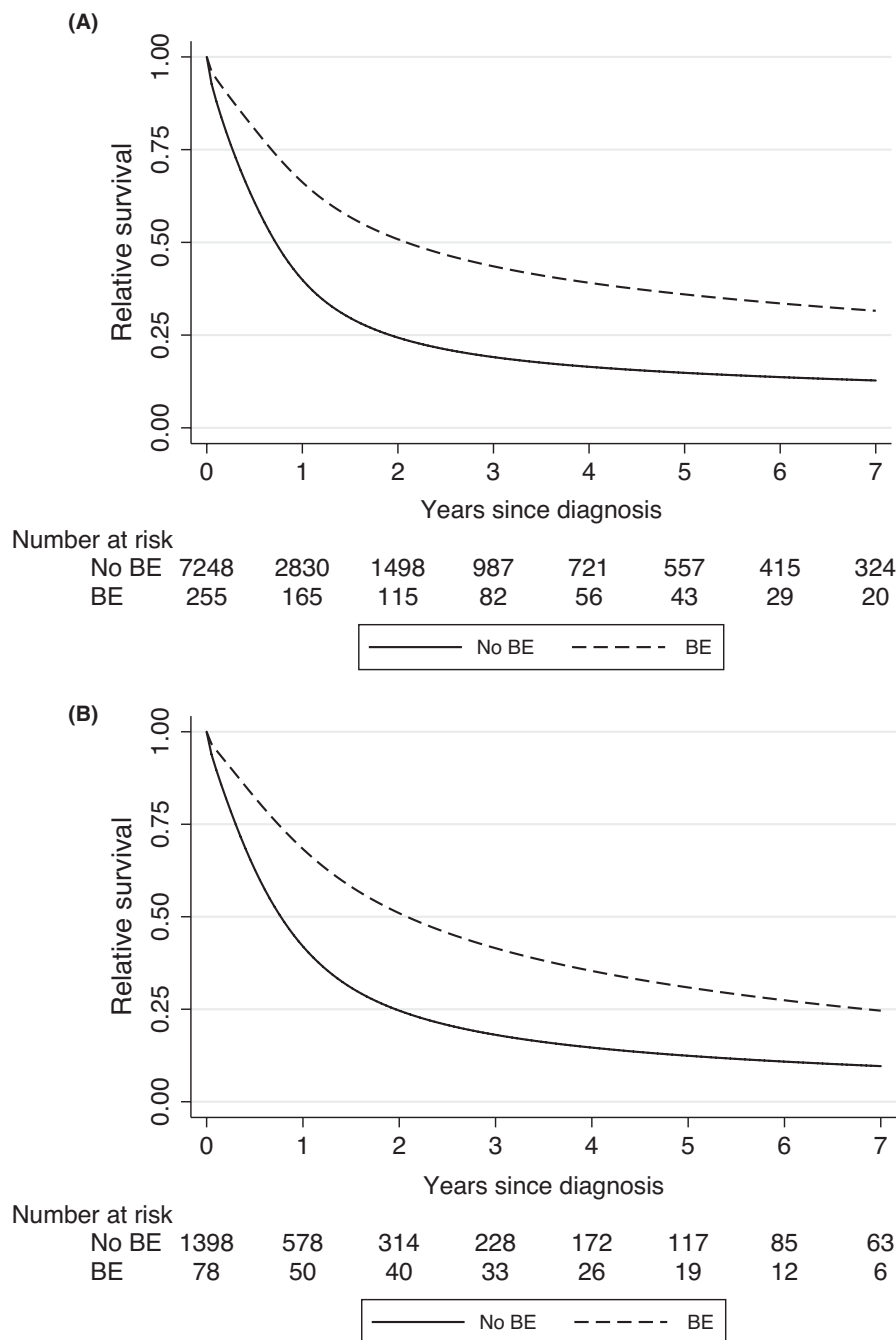 (A)
1.00
0.75
0.50
0.25
0.00
Relative survival
0 1 2 3 4 5 6 7
Years since diagnosis
Number at risk
No BE 7248 2830 1498 987 721 557 415 324
BE 255 165 115 82 56 43 29 20
No BE BE
(B)
1.00
0.75
0.50
0.25
0.00
Relative survival
0 1 2 3 4 5 6 7
Years since diagnosis
Number at risk
No BE 1398 578 314 228 172 117 85 63
BE 78 50 40 33 26 19 12 6
No BE BE